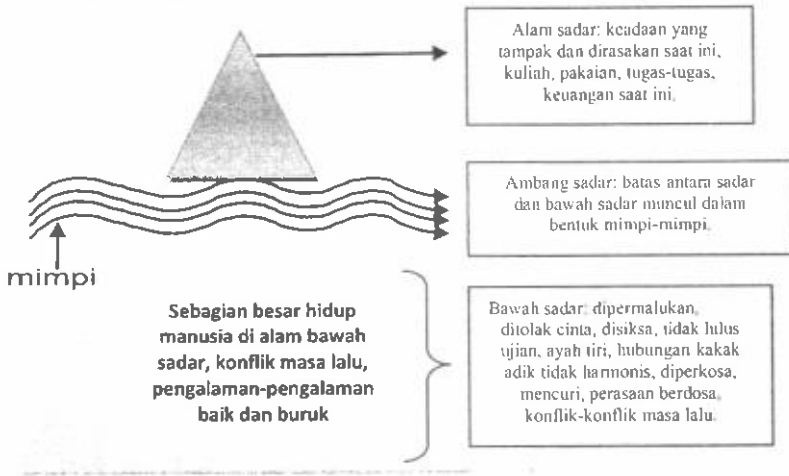 Alam sadar: keadaan yang
tampak dan dirasakan saat ini,
kuliah, pakaian, tugas-tugas,
keuangan saat ini.
Ambang sadar: batas antara sadar
dan bawah sadar muncul dalam
bentuk mimpi-mimpi.
mimpi
Sebagian besar hidup
manusia di alam bawah
sadar, konflik masa lalu,
pengalaman-pengalaman
baik dan buruk
Bawah sadar: dipermalukan,
ditolak cinta, disiksa, tidak lulus
ujian, ayah tiri, hubungan kakak
adik tidak harmonis, diperkosa,
mencuri, perasaan berdosa,
konflik-konflik masa lalu.